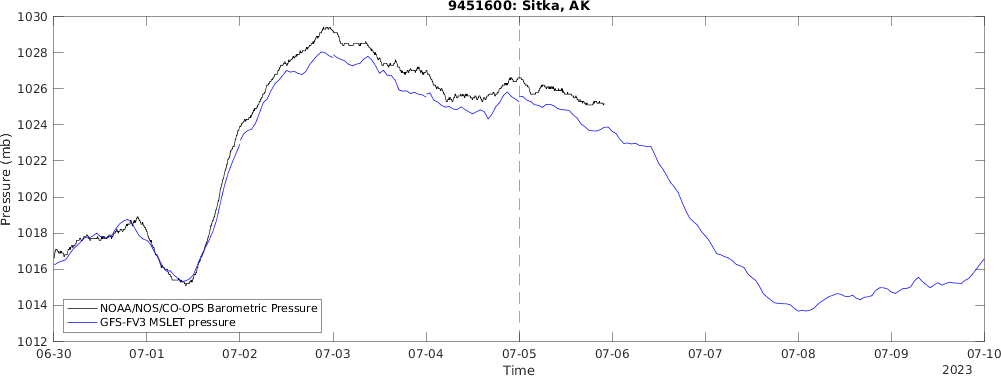 9451600: Sitka, AK
1030
1028
1026
1024
1022
1020
1018
1016
1014
1012
Pressure (mb)
NOAA/NOS/CO-OPS Barometric Pressure
GFS-FV3 MSLET pressure
06-30 07-01 07-02 07-03 07-04 07-05 07-06 07-07 07-08 07-09 07-10
Time
2023